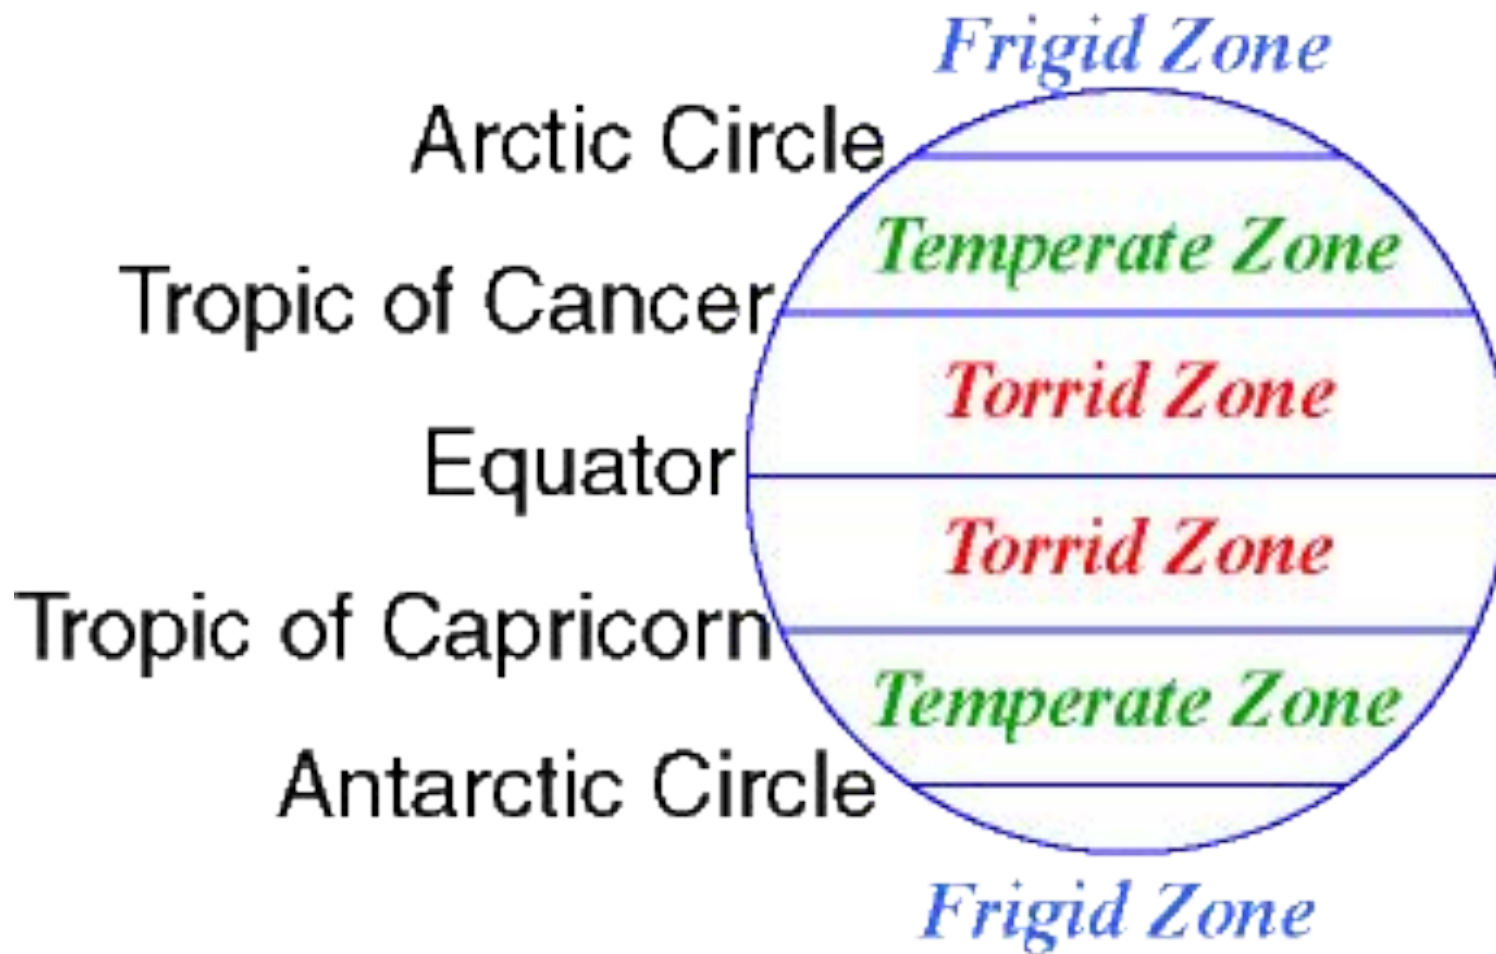 Frigid Zone
Arctic Circle
Temperate Zone
Tropic of Cancer
Torrid Zone
Equator
Torrid Zone
Tropic of Capricorn
Temperate Zone
Antarctic Circle
Frigid Zone